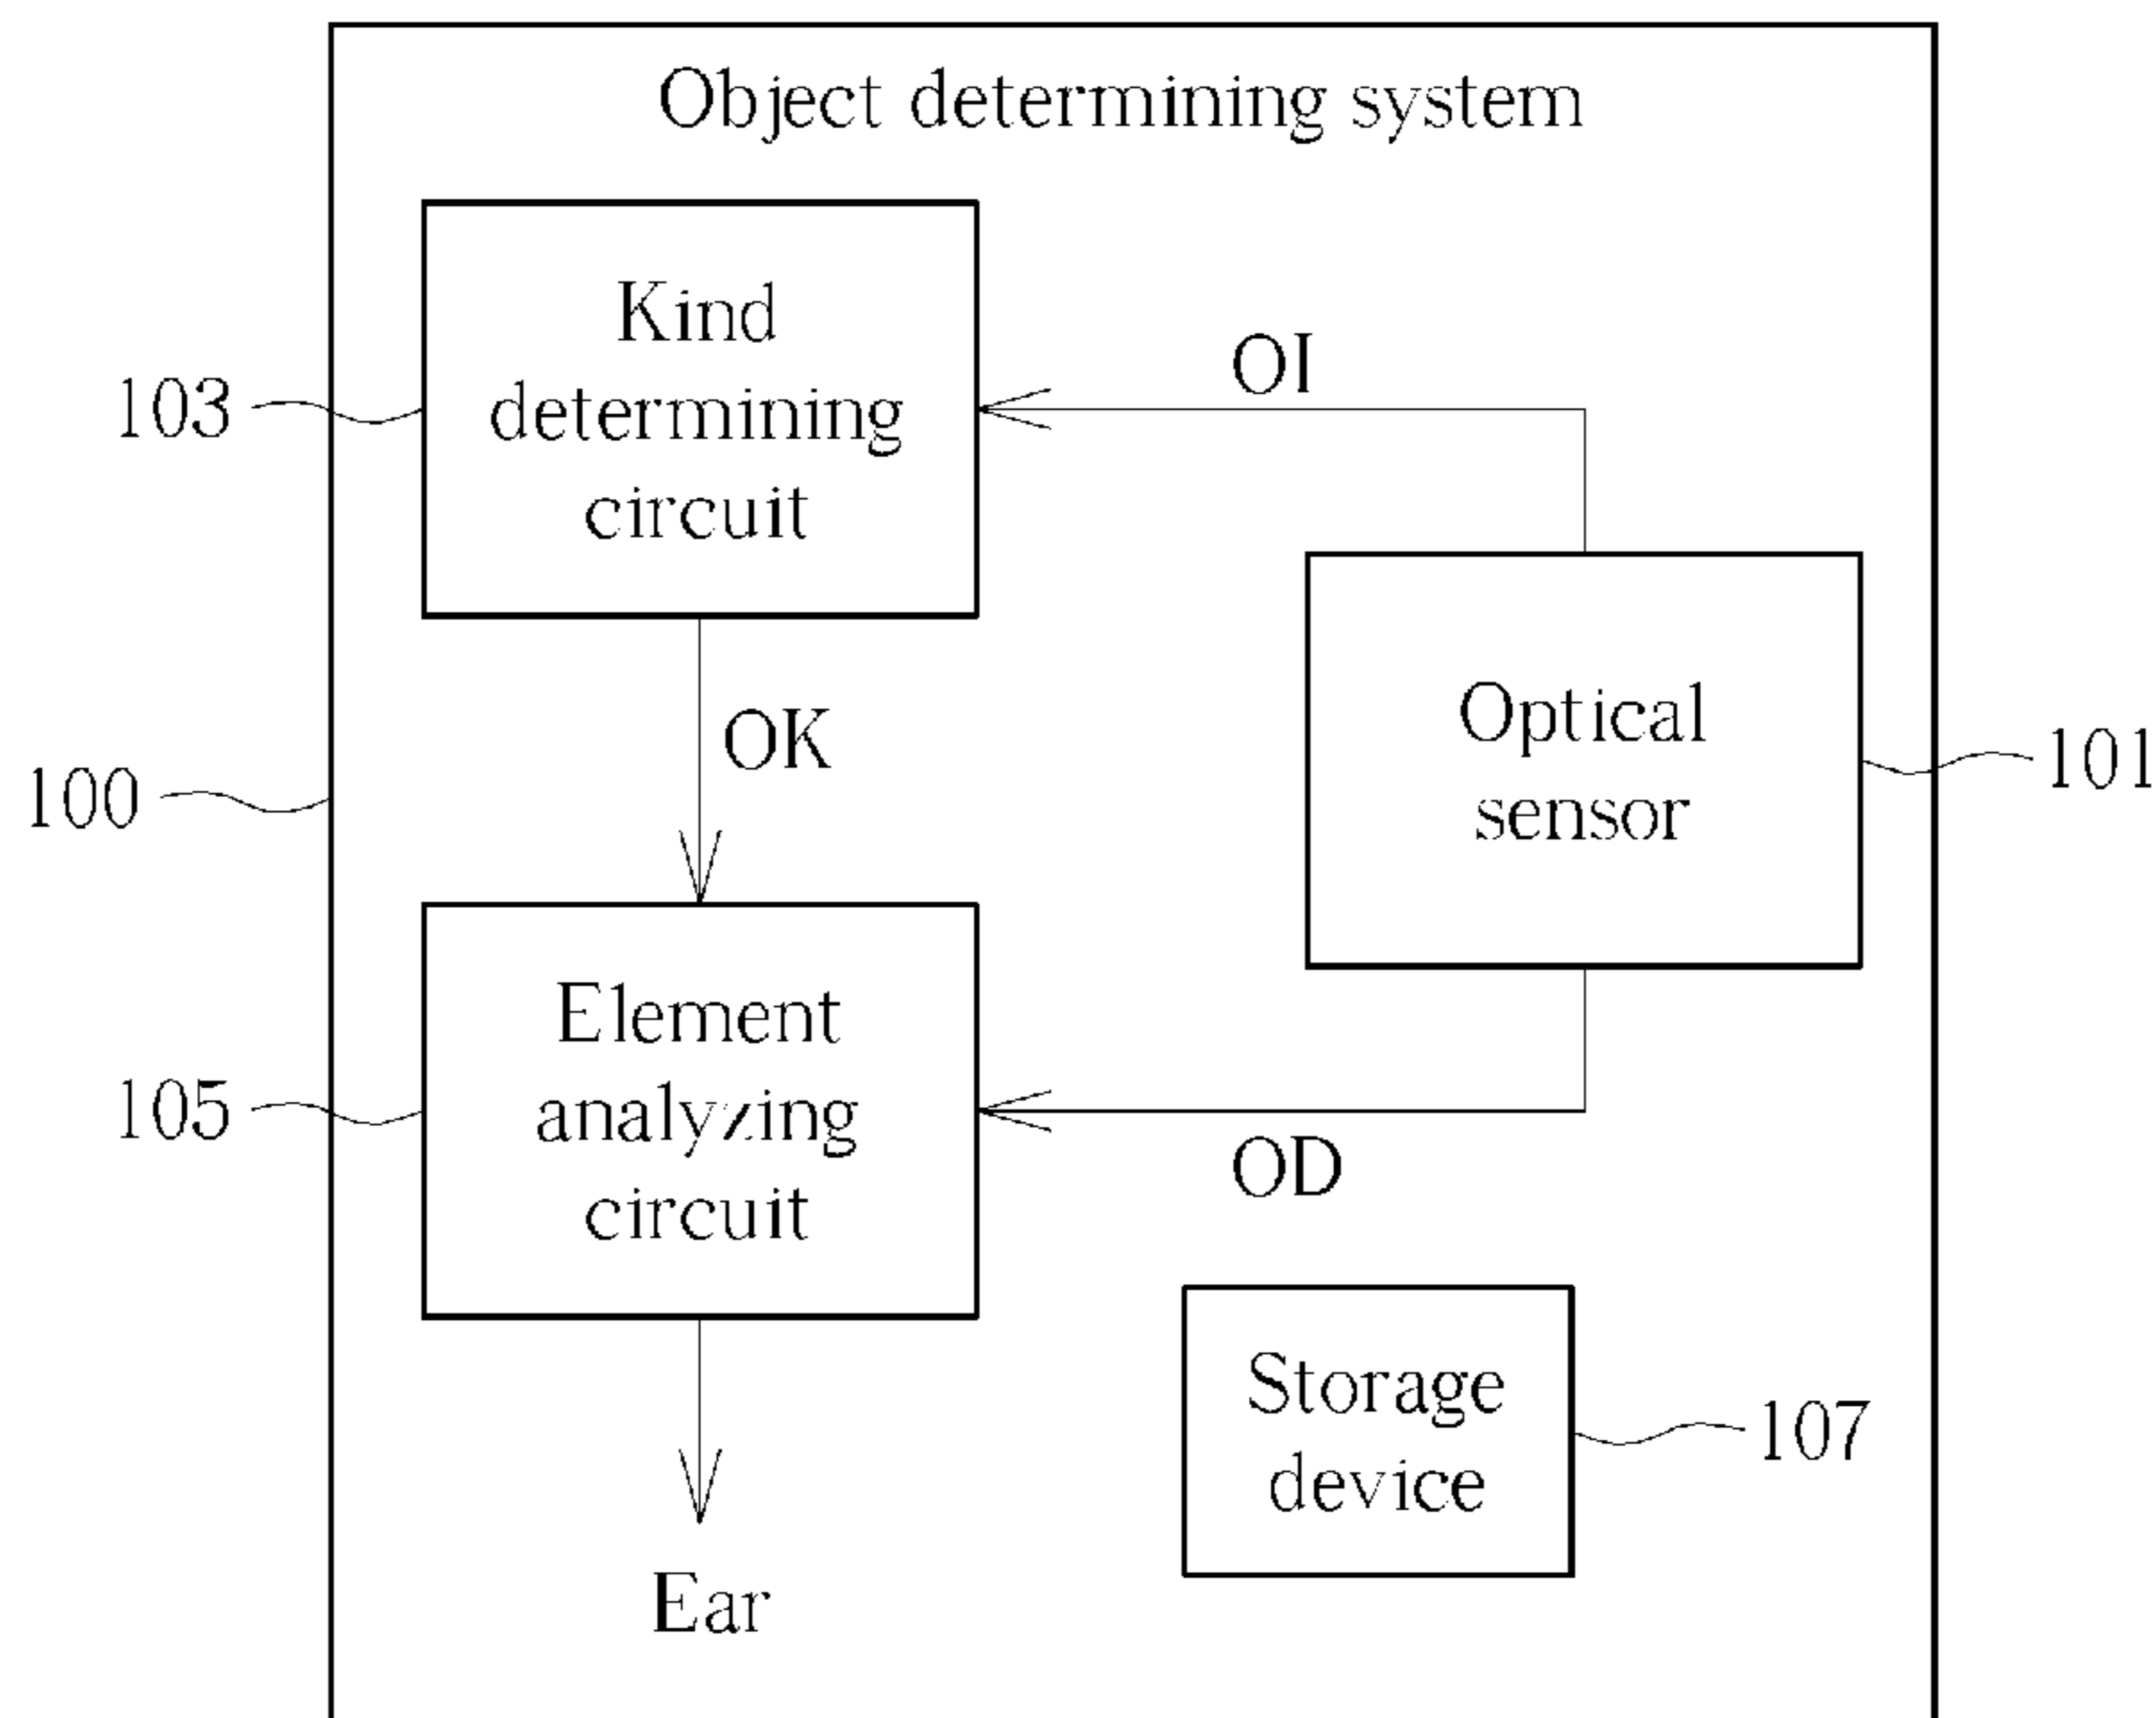 Object determining system
Kind
determining
circuit
103
OI
Optical
sensor
101
OK
100
Element
analyzing
circuit
105
OD
Storage
device
107
Ear